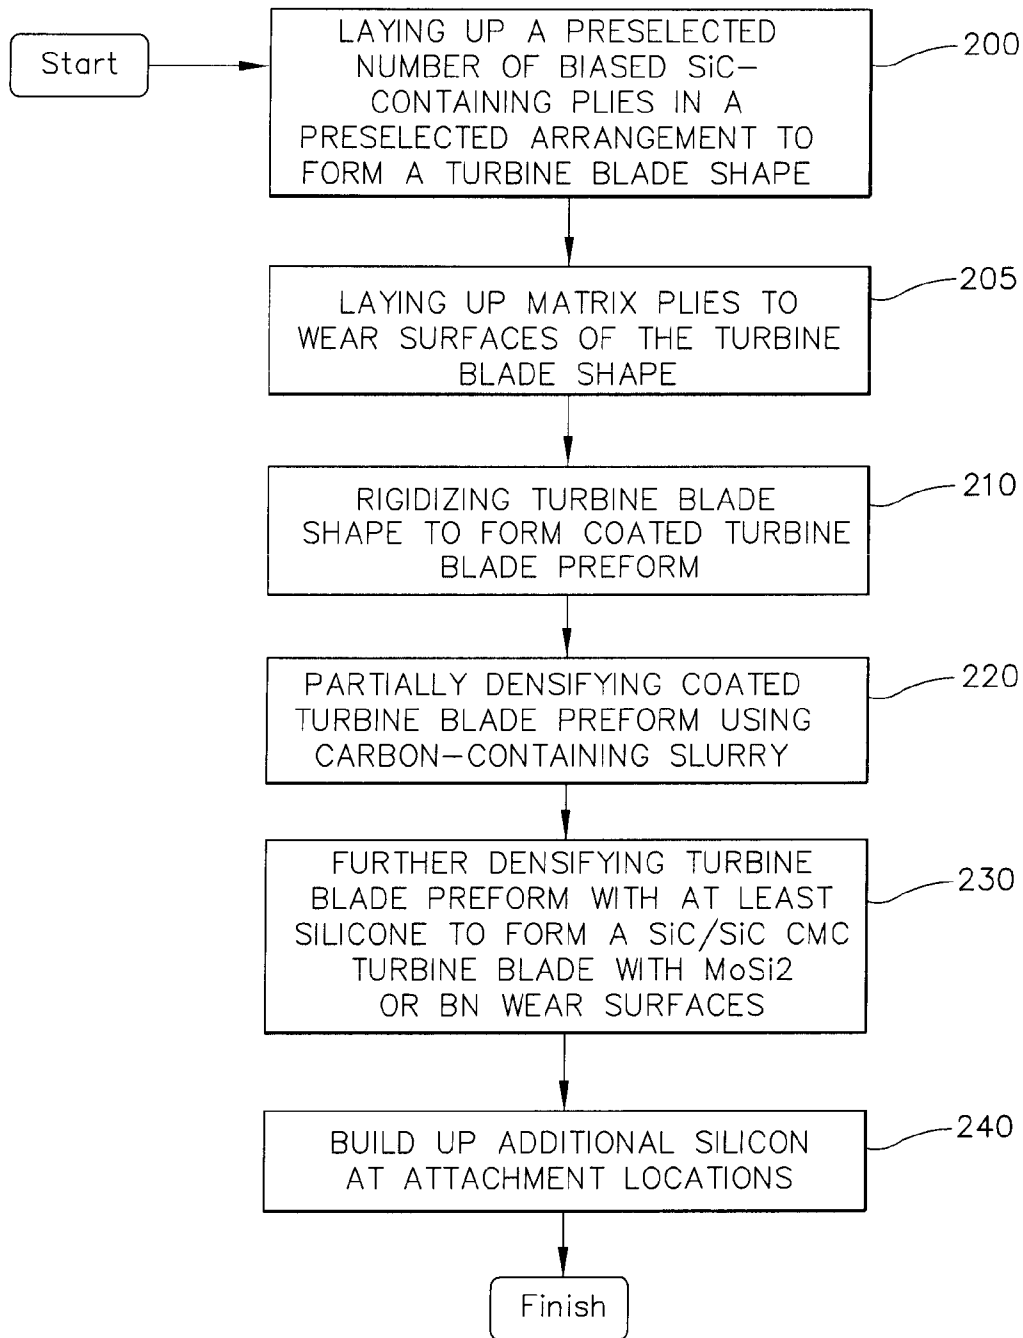 Start
LAYING UP A PRESELECTED
NUMBER OF BIASED SiC-
CONTAINING PLIES IN A
PRESELECTED ARRANGEMENT TO
FORM A TURBINE BLADE SHAPE
200
LAYING UP MATRIX PLIES TO
WEAR SURFACES OF THE TURBINE
BLADE SHAPE
205
RIGIDIZING TURBINE BLADE
SHAPE TO FORM COATED TURBINE
BLADE PREFORM
210
PARTIALLY DENSIFYING COATED
TURBINE BLADE PREFORM USING
CARBON-CONTAINING SLURRY
220
FURTHER DENSIFYING TURBINE
BLADE PREFORM WITH AT LEAST
SILICONE TO FORM A SiC/SiC CMC
TURBINE BLADE WITH MoSi2
OR BN WEAR SURFACES
230
BUILD UP ADDITIONAL SILICON
AT ATTACHMENT LOCATIONS
240
Finish